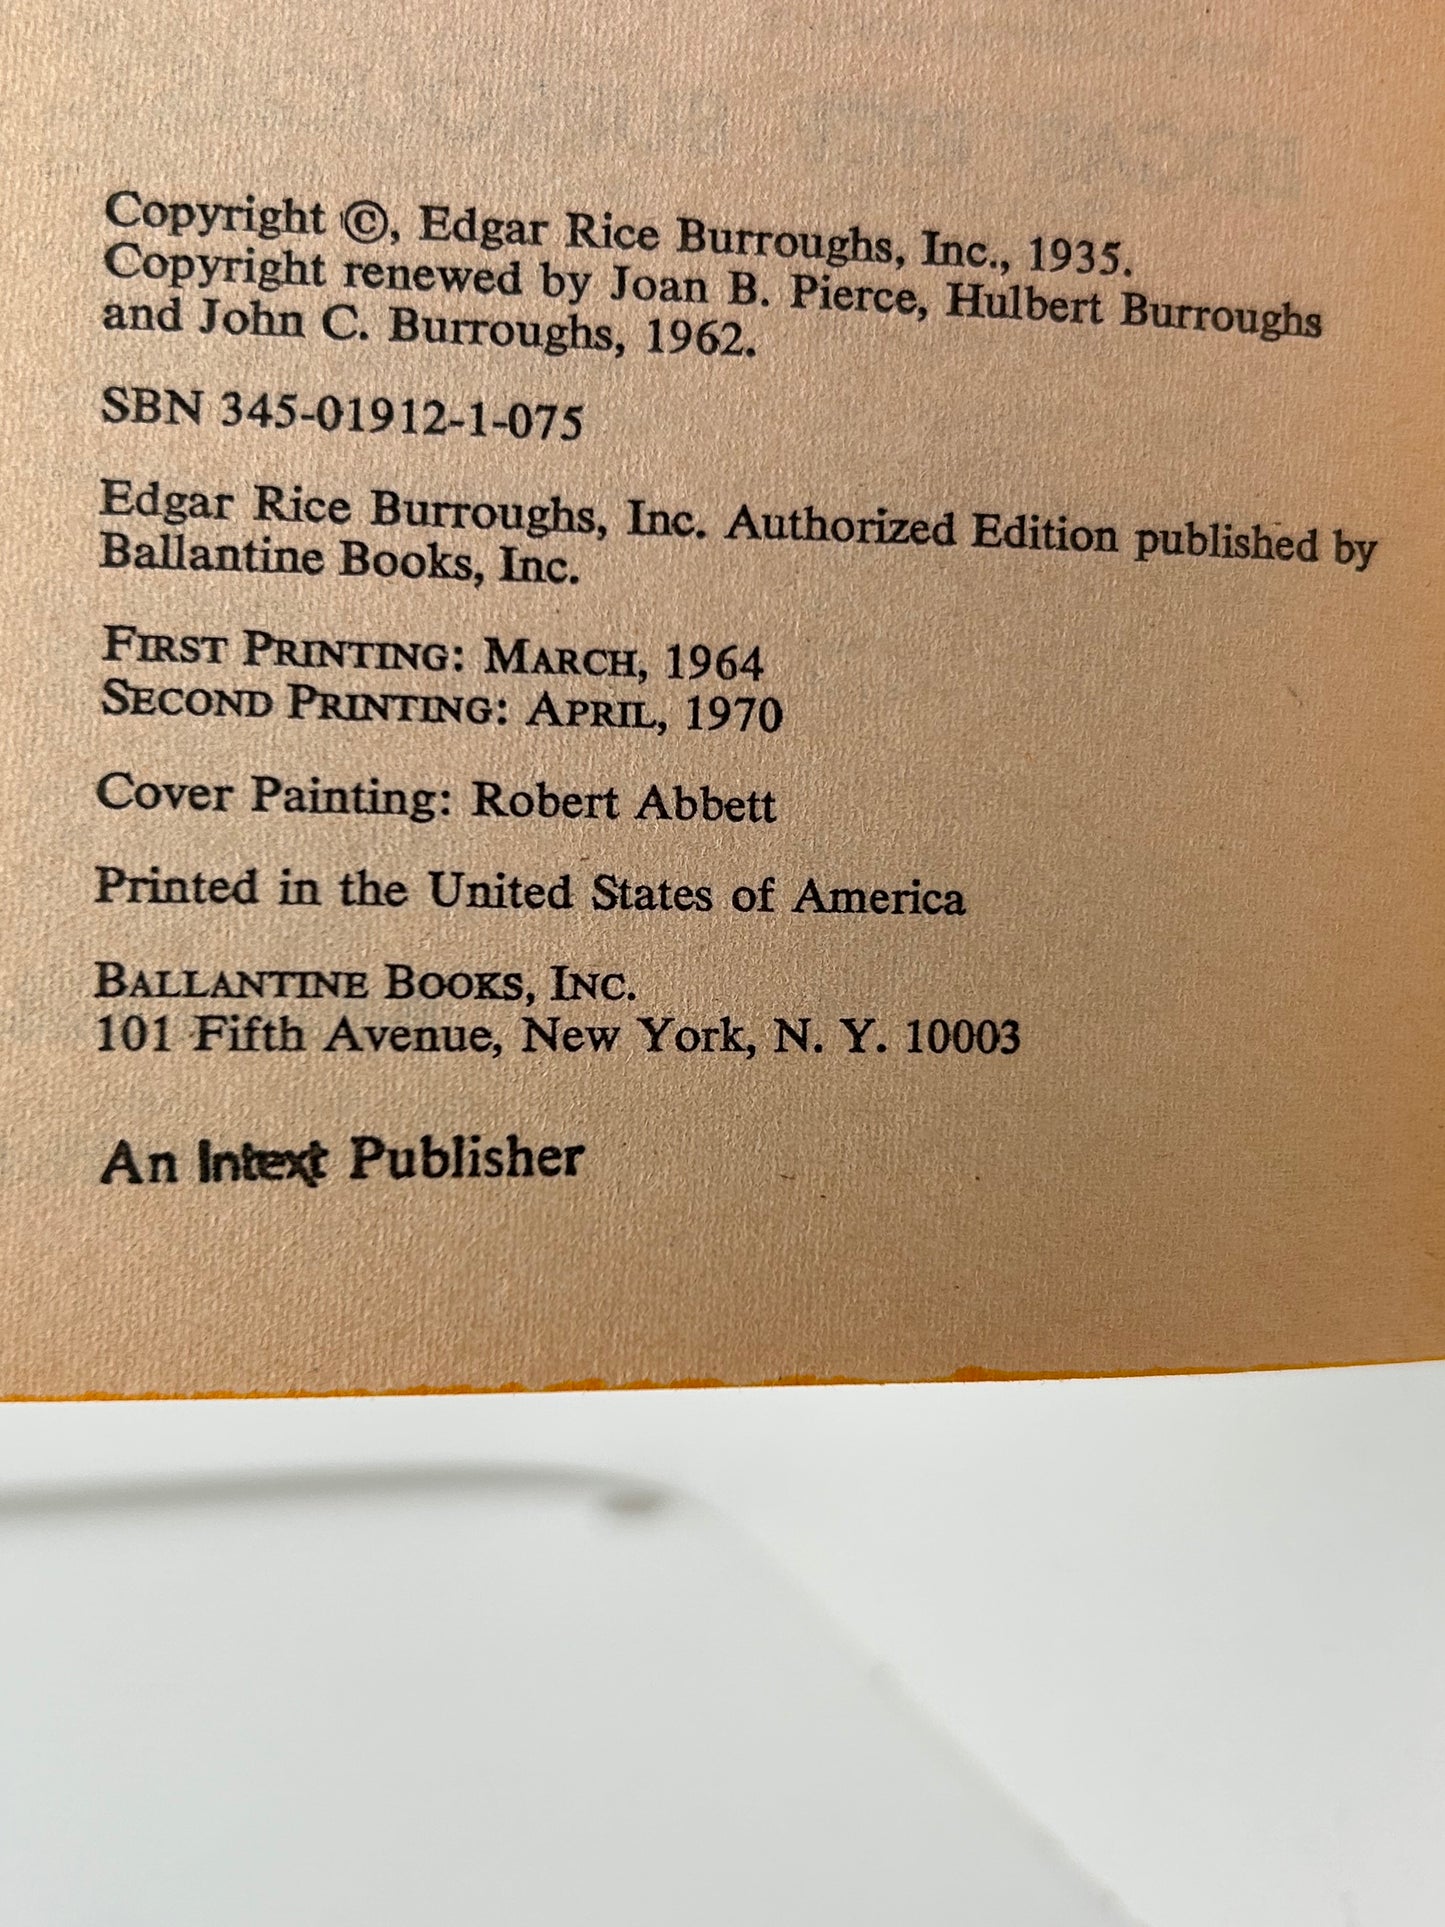 Copyright ©, Edgar Rice Burroughs, Inc., 1935.
Copyright renewed by Joan B. Pierce, Hulbert Burroughs
and John C. Burroughs, 1962.
SBN 345-01912-1-075
Edgar Rice Burroughs, Inc. Authorized Edition published by
Ballantine Books, Inc.
FIRST PRINTING: MARCH, 1964
SECOND PRINTING: APRIL, 1970
Cover Painting: Robert Abbett
Printed in the United States of America
BALLANTINE BOOKS, INC.
101 Fifth Avenue, New York, N. Y. 10003
An Intext Publisher